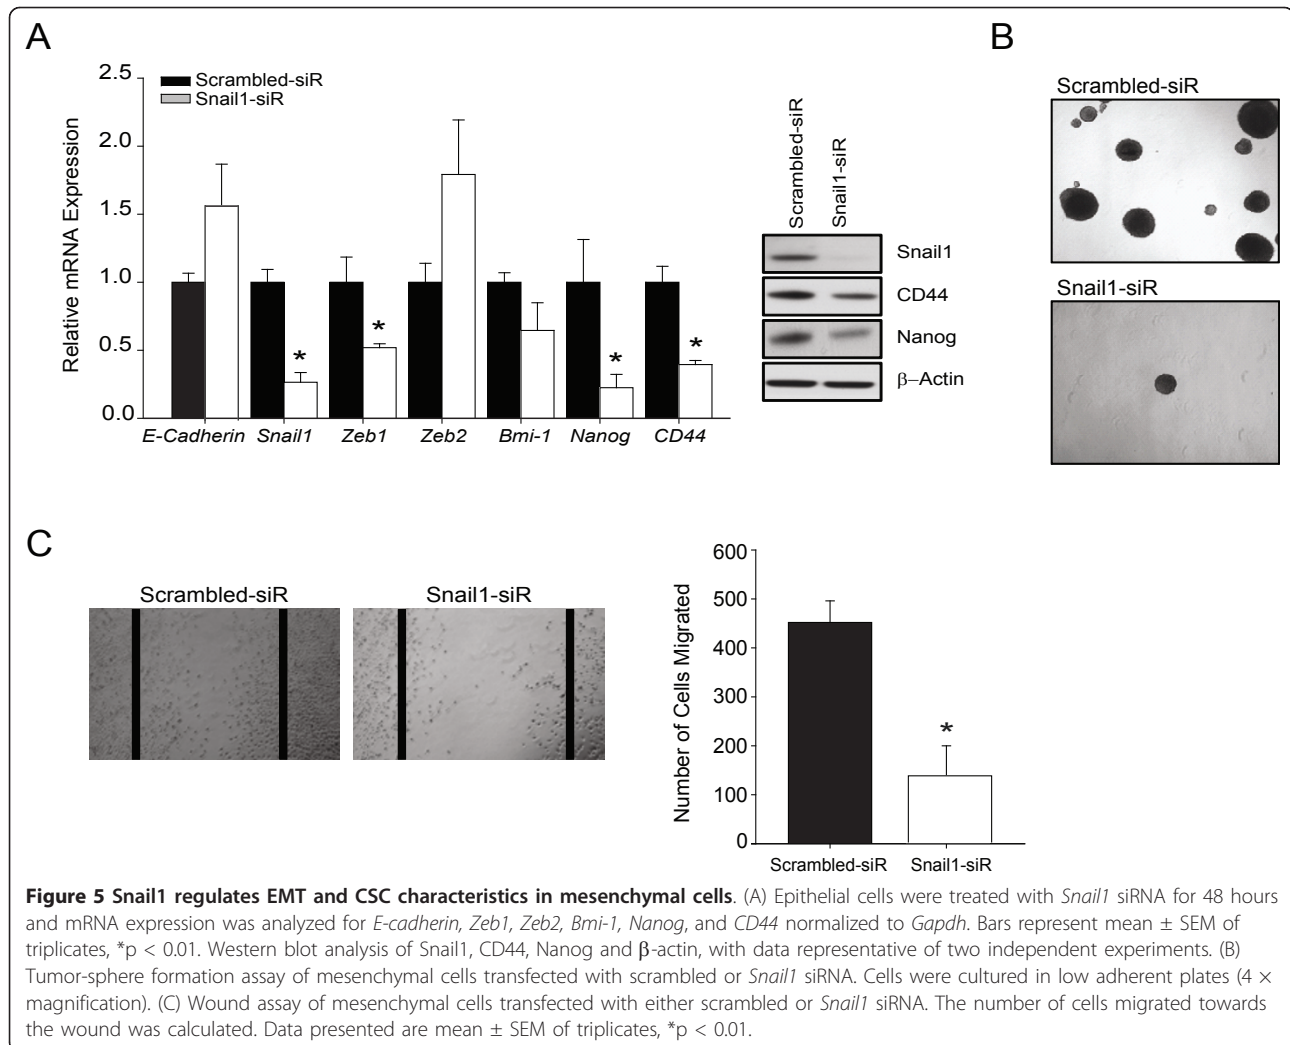 A
B
2.5
2.0
1.5
1.0
0.5
0.0
Relative mRNA Expression
Scrambled-siR
Snail1-siR
*
*
*
*
E-Cadherin Snail1 Zeb1 Zeb2 Bmi-1 Nanog CD44
Scrambled-siR
Snail1-siR
Snail1
CD44
Nanog
β–Actin
Scrambled-siR
Snail1-siR
C
Scrambled-siR
Snail1-siR
600
500
400
300
200
100
0
Number of Cells Migrated
*
Scrambled-siR Snail1-siR
Figure 5 Snail1 regulates EMT and CSC characteristics in mesenchymal cells. (A) Epithelial cells were treated with Snail1 siRNA for 48 hours
and mRNA expression was analyzed for E-cadherin, Zeb1, Zeb2, Bmi-1, Nanog, and CD44 normalized to Gapdh. Bars represent mean ± SEM of
triplicates, *p < 0.01. Western blot analysis of Snail1, CD44, Nanog and β-actin, with data representative of two independent experiments. (B)
Tumor-sphere formation assay of mesenchymal cells transfected with scrambled or Snail1 siRNA. Cells were cultured in low adherent plates (4 ×
magnification). (C) Wound assay of mesenchymal cells transfected with either scrambled or Snail1 siRNA. The number of cells migrated towards
the wound was calculated. Data presented are mean ± SEM of triplicates, *p < 0.01.